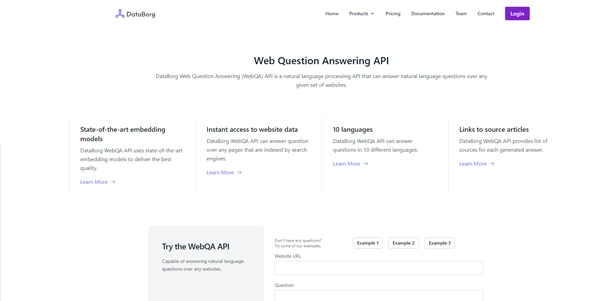 DataBorg
Home Products Pricing Documentation Team Contact Login
Web Question Answering API
DataBorg Web Question Answering (WebQA) API is a natural language processing API that can answer natural language questions over any
given set of websites.
State-of-the-art embedding
models
DataBorg WebQA API uses state-of-the-art
embedding models to deliver the best
quality.
Learn More →
Instant access to website data
DataBorg WebQA API can answer question
over any pages that are indexed by search
engines.
Learn More →
10 languages
DataBorg WebQA API can answer
questions in 10 different languages.
Learn More →
Links to source articles
DataBorg WebQA API provides list of
sources for each generated answer.
Learn More →
Try the WebQA API
Capable of answering natural language
questions over any websites.
Don't have any questions?
Try some of our examples.
Example 1 Example 2 Example 3
Website URL
Question